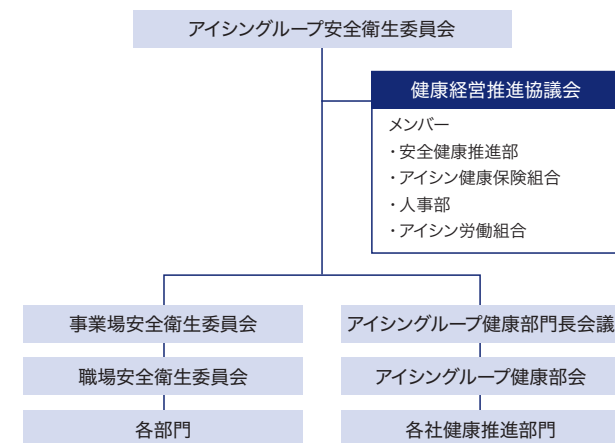 アイシングループ安全衛生委員会
健康経営推進協議会
メンバー
・安全健康推進部
・アイシン健康保険組合
・人事部
・アイシン労働組合
事業場安全衛生委員会
アイシングループ健康部門長会議
職場安全衛生委員会
アイシングループ健康部会
各部門
各社健康推進部門